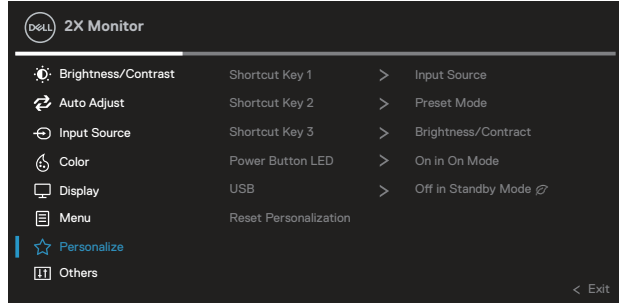 DELL 2X Monitor
Brightness/Contrast Shortcut Key 1 > Input Source
Auto Adjust Shortcut Key 2 > Preset Mode
Input Source Shortcut Key 3 > Brightness/Contract
Color Power Button LED > On in On Mode
Display USB > Off in Standby Mode
Menu Reset Personalization
Personalize
Others
< Exit